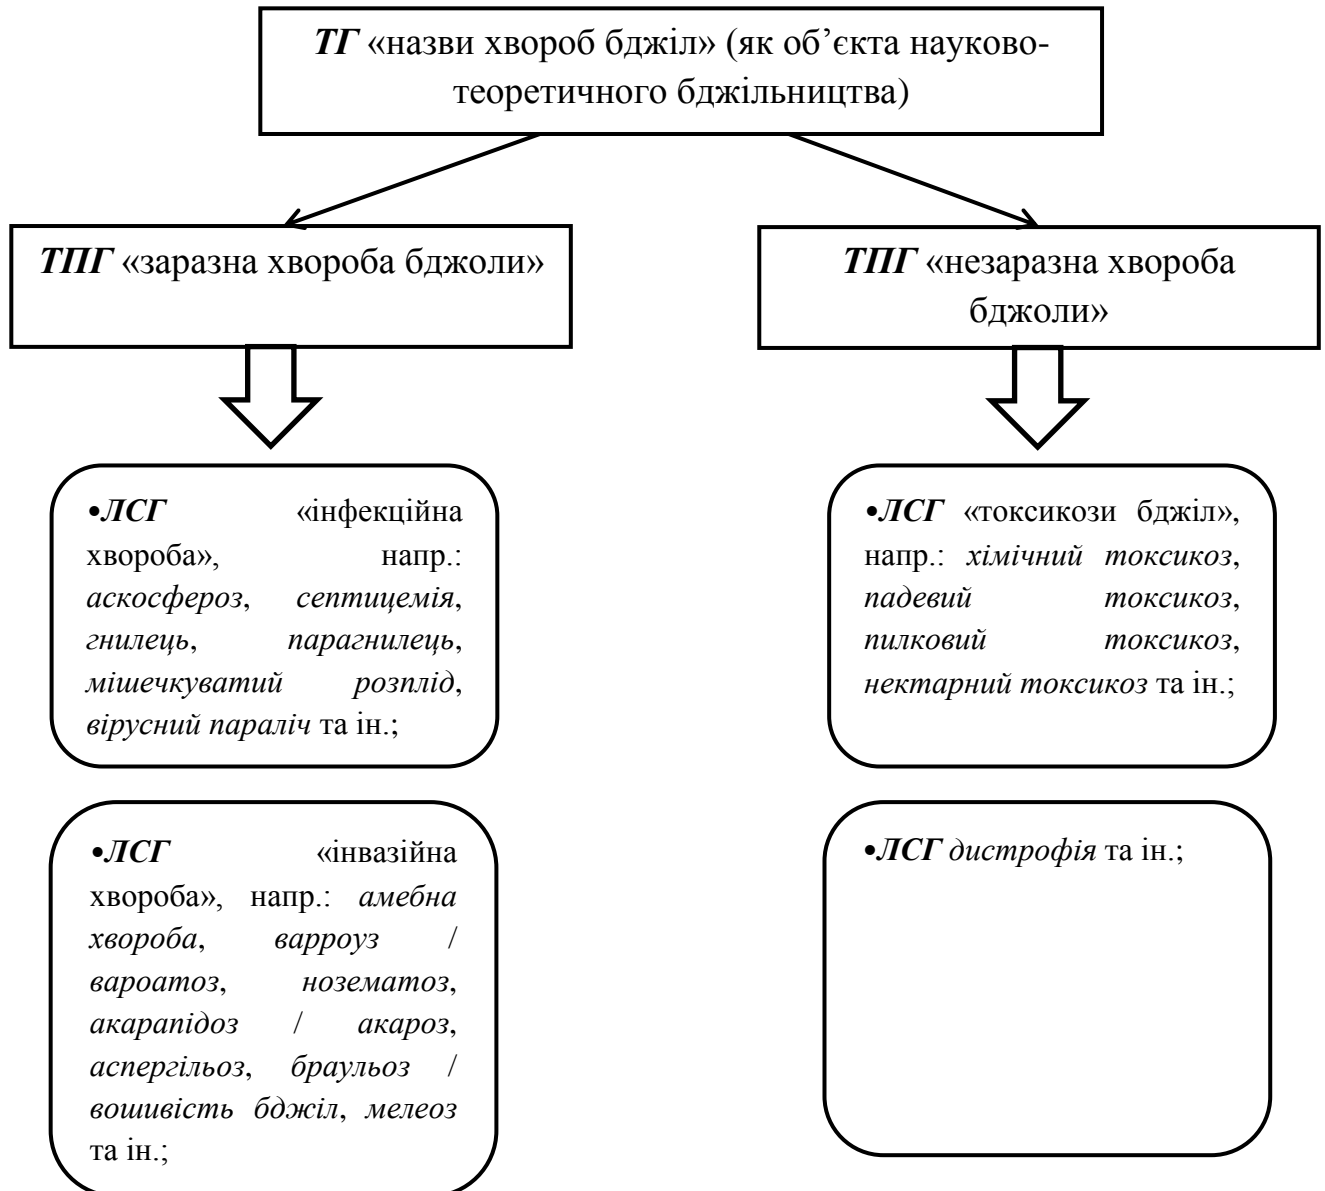 ТГ «назви хвороб бджіл» (як об’єкта науково-
теоретичного бджільництва)
ТПГ «заразна хвороба бджоли»
ТПГ «незаразна хвороба
бджоли»
•ЛСГ «інфекційна
хвороба», напр.:
аскосфероз, септицемія,
гнилець, парагнилець,
мішечкуватий розплід,
вірусний параліч та ін.;
•ЛСГ «токсикози бджіл»,
напр.: хімічний токсикоз,
падевий токсикоз,
пилковий токсикоз,
нектарний токсикоз та ін.;
•ЛСГ «інвазійна
хвороба», напр.: амебна
хвороба, варроуз /
вароатоз, нозематоз,
акарапідоз / акароз,
аспергільоз, браульоз /
вошивість бджіл, мелеоз
та ін.;
•ЛСГ дистрофія та ін.;